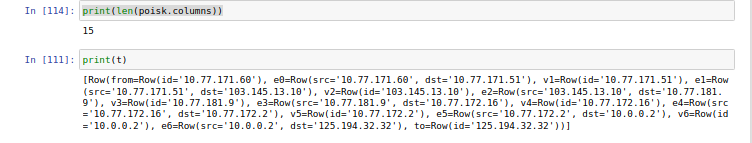 In [114]: print(len(poisk.columns))
15
In [111]: print(t)
[Row(from=Row(id='10.77.171.60'), e0=Row(src='10.77.171.60', dst='10.77.171.51'), v1=Row(id='10.77.171.51'), e1=Row
(src='10.77.171.51', dst='103.145.13.10'), v2=Row(id='103.145.13.10'), e2=Row(src='103.145.13.10', dst='10.77.181.
9'), v3=Row(id='10.77.181.9'), e3=Row(src='10.77.181.9', dst='10.77.172.16'), v4=Row(id='10.77.172.16'), e4=Row(src
='10.77.172.16', dst='10.77.172.2'), v5=Row(id='10.77.172.2'), e5=Row(src='10.77.172.2', dst='10.0.0.2'), v6=Row(id
='10.0.0.2'), e6=Row(src='10.0.0.2', dst='125.194.32.32'), to=Row(id='125.194.32.32'))]